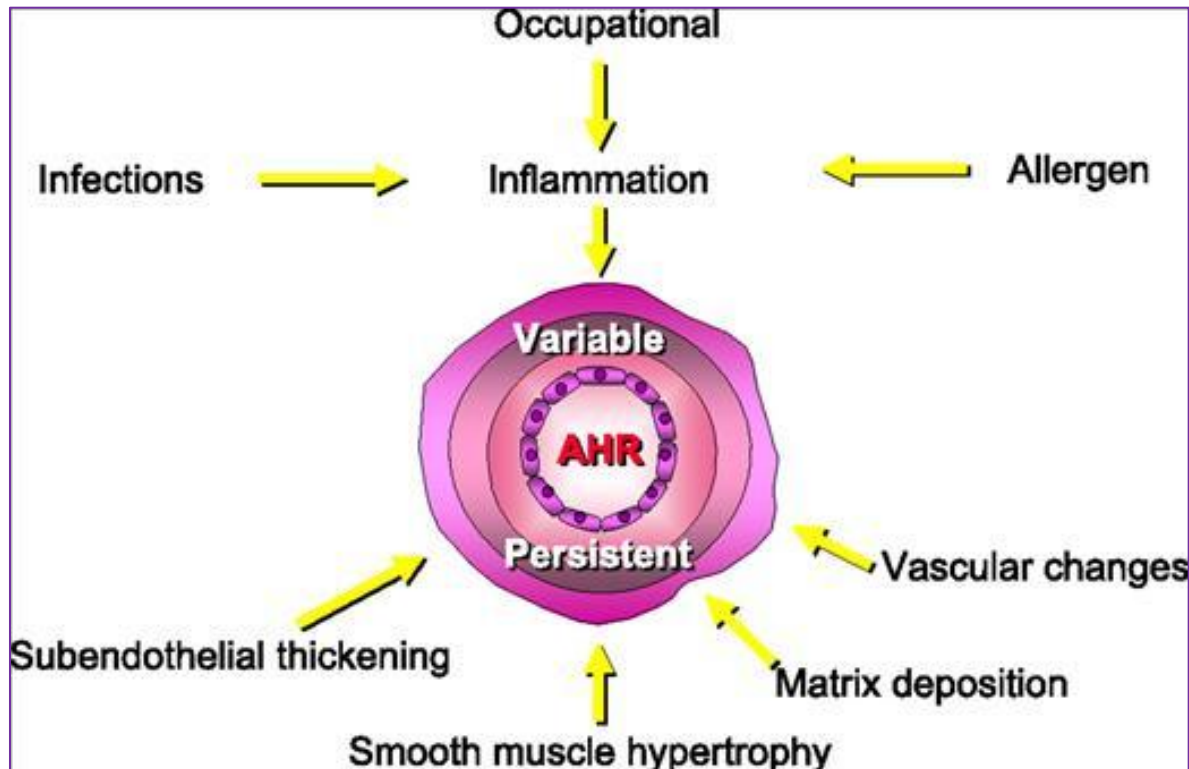 Occupational
Infections
Inflammation
Allergen
Variable
AHR
Persistent
Vascular changes
Subendothelial thickening
Matrix deposition
Smooth muscle hypertrophy